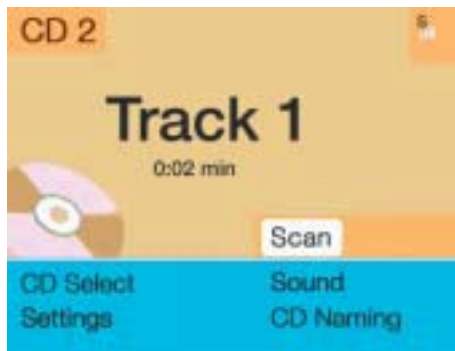 CD 2
S
Track 1
0:02 min
Scan
CD Select Sound
Settings CD Naming